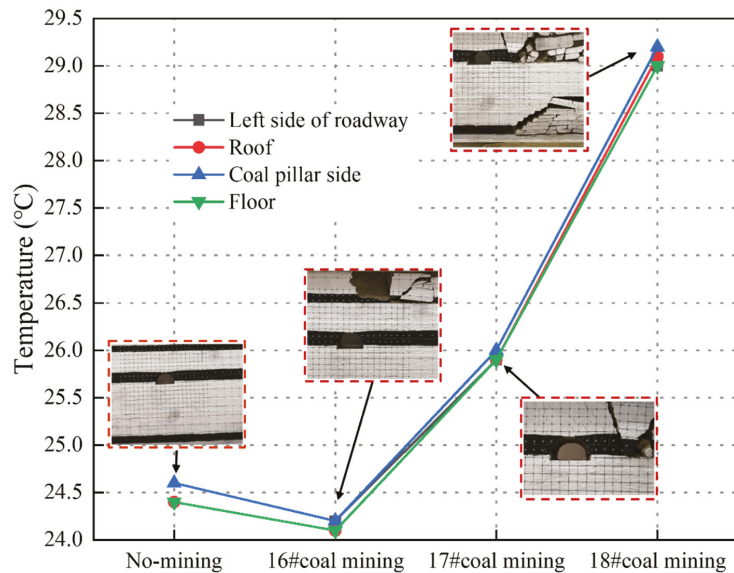 29.5
29.0
28.5
28.0
27.5
27.0
26.5
26.0
25.5
25.0
24.5
24.0
Temperature (°C)
Left side of roadway
Roof
Coal pillar side
Floor
No-mining 16#coal mining 17#coal mining 18#coal mining